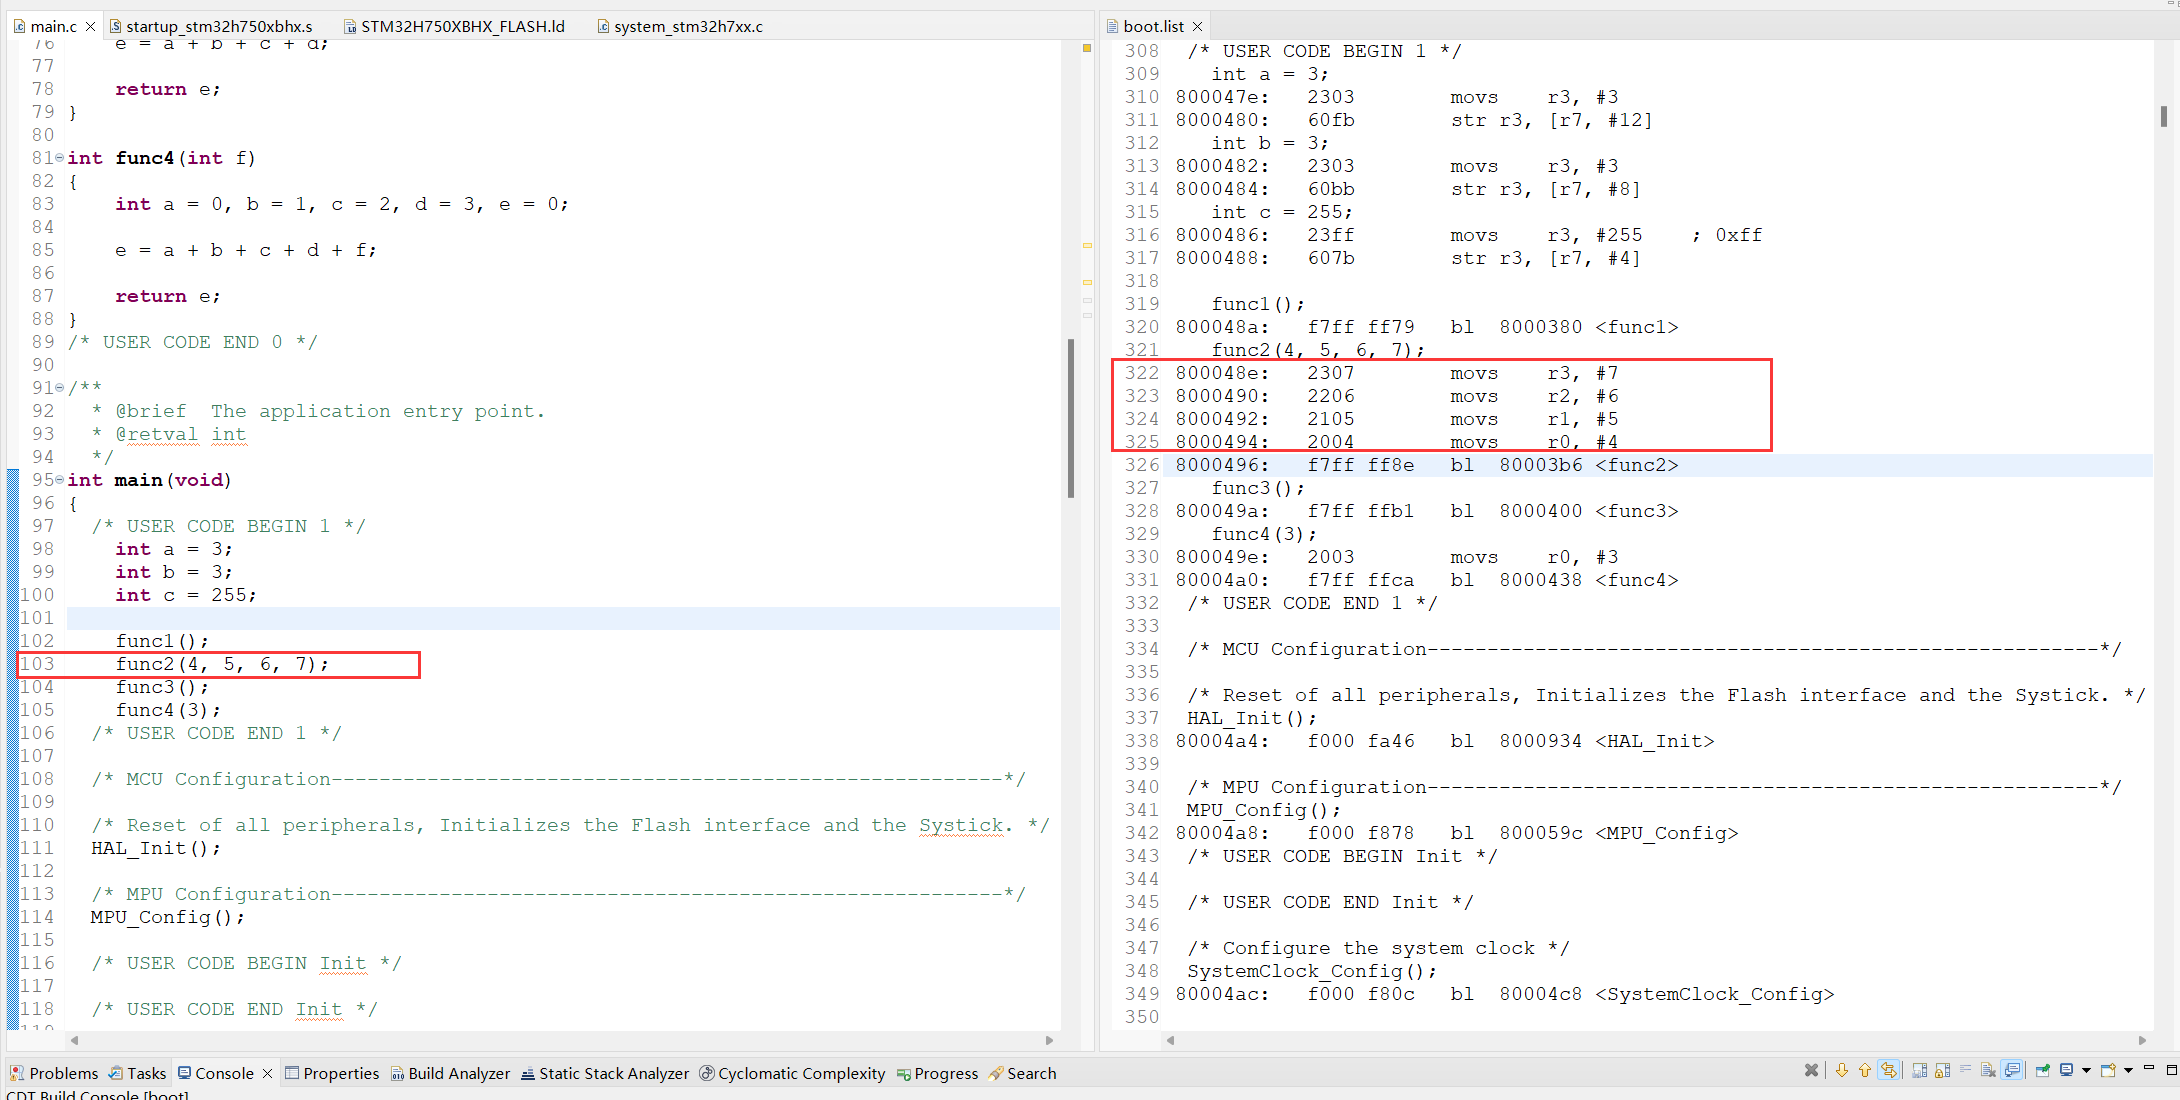 main.c
startup_stm32h750xbhx.s
STM32H750XBHX_FLASH.ld
system_stm32h7xx.c
76     e = a + b + c + d;
77
78     return e;
79 }
80
81 int func4(int f)
82 {
83     int a = 0, b = 1, c = 2, d = 3, e = 0;
84
85     e = a + b + c + d + f;
86
87     return e;
88 }
89 /* USER CODE END 0 */
90
91 /**
92   * @brief  The application entry point.
93   * @retval int
94   */
95 int main(void)
96 {
97   /* USER CODE BEGIN 1 */
98     int a = 3;
99     int b = 3;
100     int c = 255;
101
102     func1();
103     func2(4, 5, 6, 7);
104     func3();
105     func4(3);
106   /* USER CODE END 1 */
107
108   /* MCU Configuration--------------------------------------------------------*/
109
110   /* Reset of all peripherals, Initializes the Flash interface and the Systick. */
111   HAL_Init();
112
113   /* MPU Configuration--------------------------------------------------------*/
114   MPU_Config();
115
116   /* USER CODE BEGIN Init */
117
118   /* USER CODE END Init */
119
boot.list
308  /* USER CODE BEGIN 1 */
309    int a = 3;
310 800047e:   2303        movs    r3, #3
311 8000480:   60fb        str r3, [r7, #12]
312    int b = 3;
313 8000482:   2303        movs    r3, #3
314 8000484:   60bb        str r3, [r7, #8]
315    int c = 255;
316 8000486:   23ff        movs    r3, #255    ; 0xff
317 8000488:   607b        str r3, [r7, #4]
318
319    func1();
320 800048a:   f7ff ff79   bl  8000380 <func1>
321    func2(4, 5, 6, 7);
322 800048e:   2307        movs    r3, #7
323 8000490:   2206        movs    r2, #6
324 8000492:   2105        movs    r1, #5
325 8000494:   2004        movs    r0, #4
326 8000496:   f7ff ff8e   bl  80003b6 <func2>
327    func3();
328 800049a:   f7ff ffb1   bl  8000400 <func3>
329    func4(3);
330 800049e:   2003        movs    r0, #3
331 80004a0:   f7ff ffca   bl  8000438 <func4>
332  /* USER CODE END 1 */
333
334  /* MCU Configuration--------------------------------------------------------*/
335
336  /* Reset of all peripherals, Initializes the Flash interface and the Systick. */
337  HAL_Init();
338 80004a4:   f000 fa46   bl  8000934 <HAL_Init>
339
340  /* MPU Configuration--------------------------------------------------------*/
341  MPU_Config();
342 80004a8:   f000 f878   bl  800059c <MPU_Config>
343  /* USER CODE BEGIN Init */
344
345  /* USER CODE END Init */
346
347  /* Configure the system clock */
348  SystemClock_Config();
349 80004ac:   f000 f80c   bl  80004c8 <SystemClock_Config>
350
Problems
Tasks
Console
Properties
Build Analyzer
Static Stack Analyzer
Cyclomatic Complexity
Progress
Search
CDT Build Console [boot]